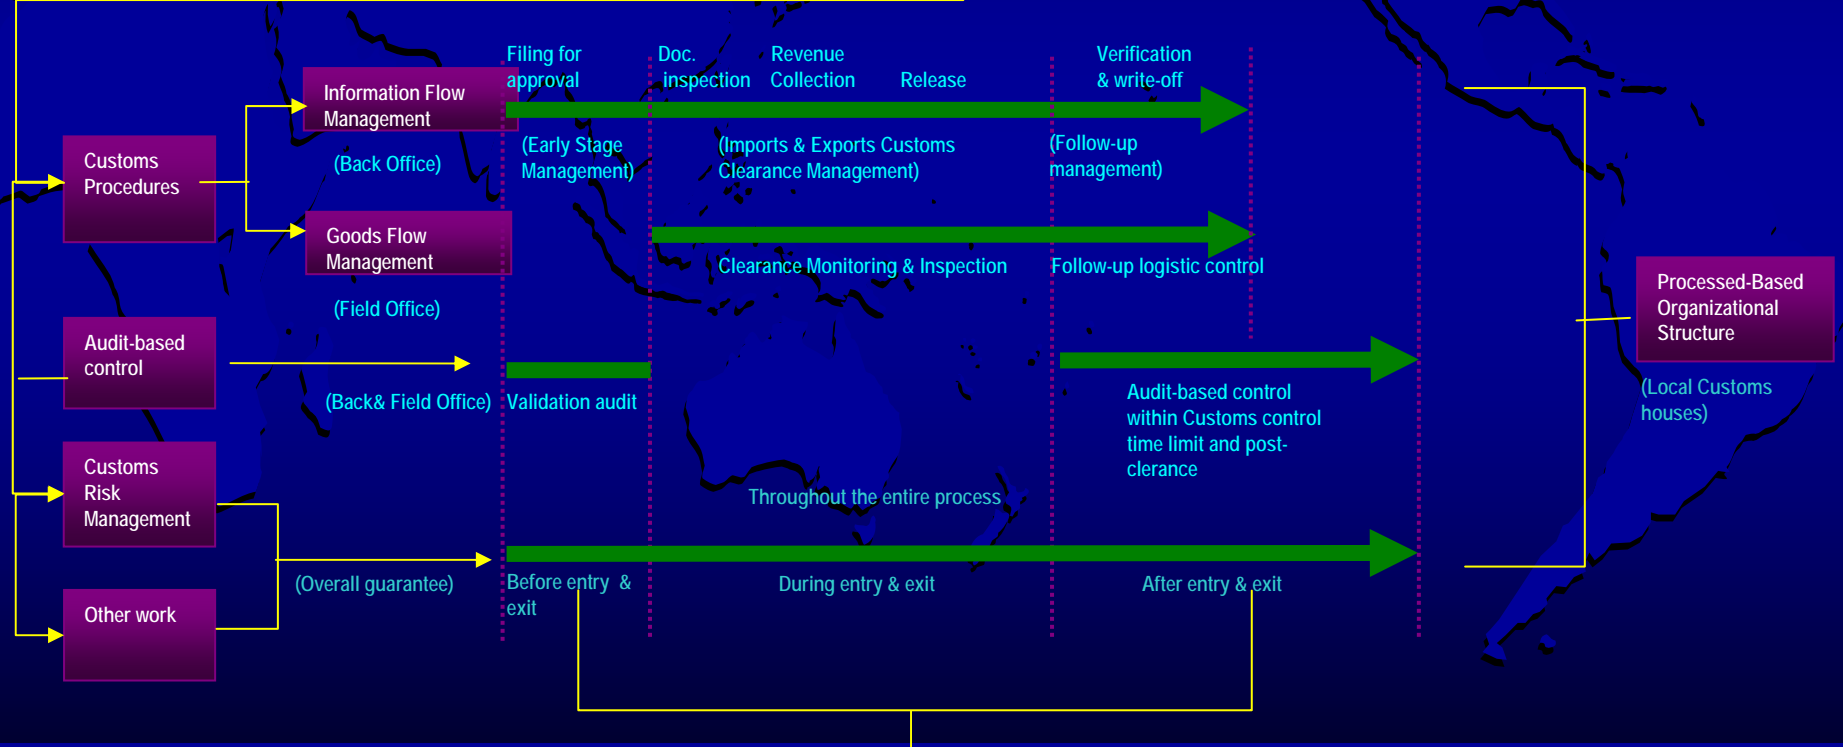 Filing for
approval
Doc.
inspection
Revenue
Collection
Release
Verification
& write-off
Information Flow
Management
(Back Office)
(Early Stage
Management)
(Imports & Exports Customs
Clearance Management)
(Follow-up
management)
Customs
Procedures
Goods Flow
Management
(Field Office)
Clearance Monitoring & Inspection
Follow-up logistic control
Processed-Based
Organizational
Structure
(Local Customs
houses)
Audit-based
control
(Back& Field Office)
Validation audit
Audit-based control
within Customs control
time limit and post-
clerance
Customs
Risk
Management
Throughout the entire process
(Overall guarantee)
Before entry &
exit
During entry & exit
After entry & exit
Other work